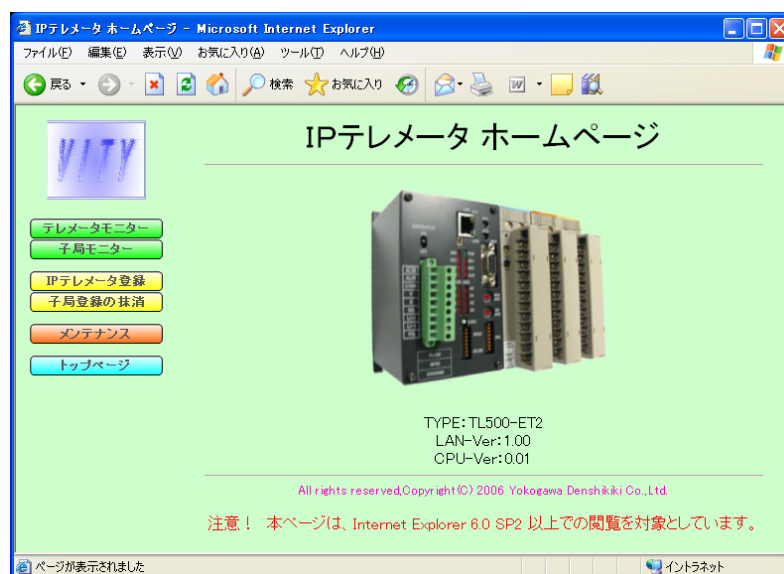 IPテレメータ ホームページ - Microsoft Internet Explorer
ファイル(F) 編集(E) 表示(V) お気に入り(A) ツール(T) ヘルプ(H)
戻る 検索 お気に入り
VITY
IPテレメータ ホームページ
テレメータモニター
子局モニター
IPテレメータ登録
子局登録の抹消
メンテナンス
トップページ
TYPE:TL500-ET2
LAN-Ver:1.00
CPU-Ver:0.01
All rights reserved,Copyright(C) 2006 Yokogawa Denshikiki Co.,Ltd.
注意! 本ページは、Internet Explorer 6.0 SP2 以上での閲覧を対象としています。
ページが表示されました イントラネット